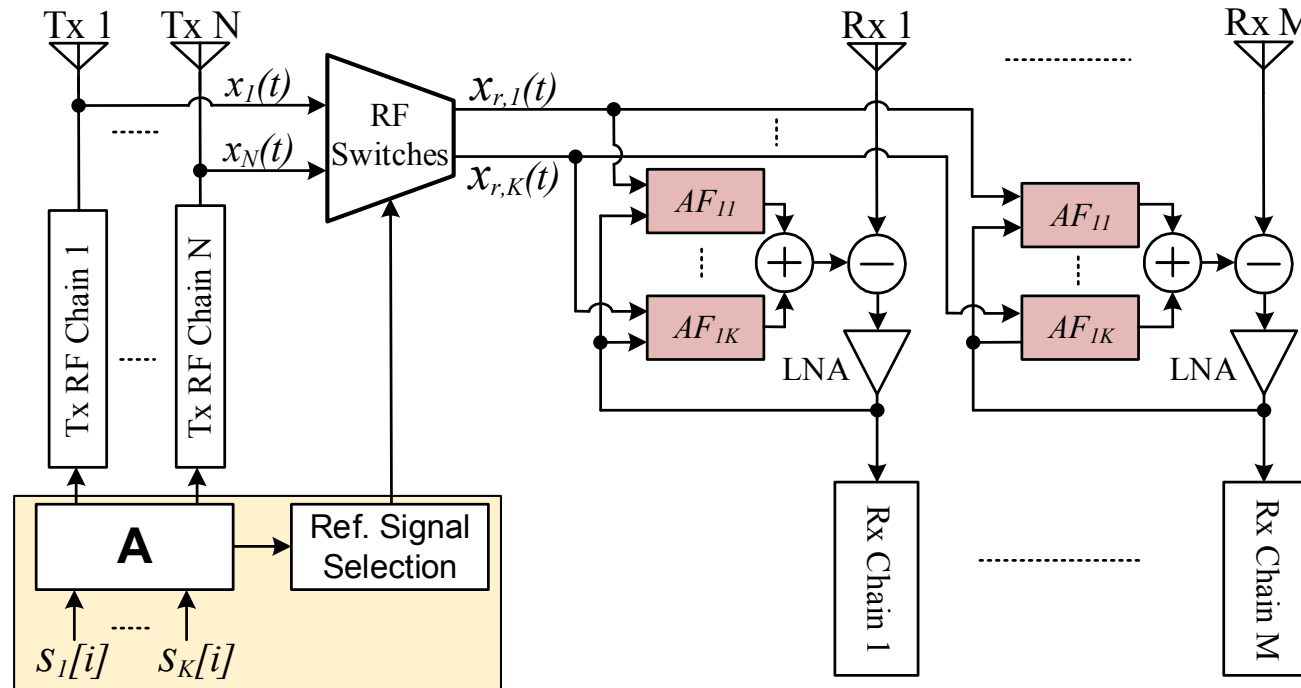 Tx 1
Tx N
Rx 1
Rx M
x1(t)
xN(t)
RF
Switches
xr,1(t)
xr,K(t)
AF11
AF1K
LNA
AF11
AF1K
LNA
Tx RF Chain 1
Tx RF Chain N
A
Ref. Signal
Selection
s1[i]
sK[i]
Rx Chain 1
Rx Chain M